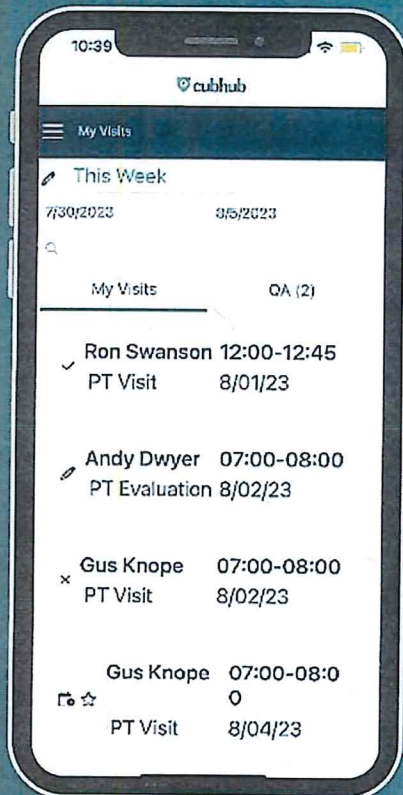 10:39
cubhub
My Visits
This Week
7/30/2023 8/5/2023
My Visits QA (2)
Ron Swanson 12:00-12:45
PT Visit 8/01/23
Andy Dwyer 07:00-08:00
PT Evaluation 8/02/23
Gus Knope 07:00-08:00
PT Visit 8/02/23
Gus Knope 07:00-08:0
0
PT Visit 8/04/23